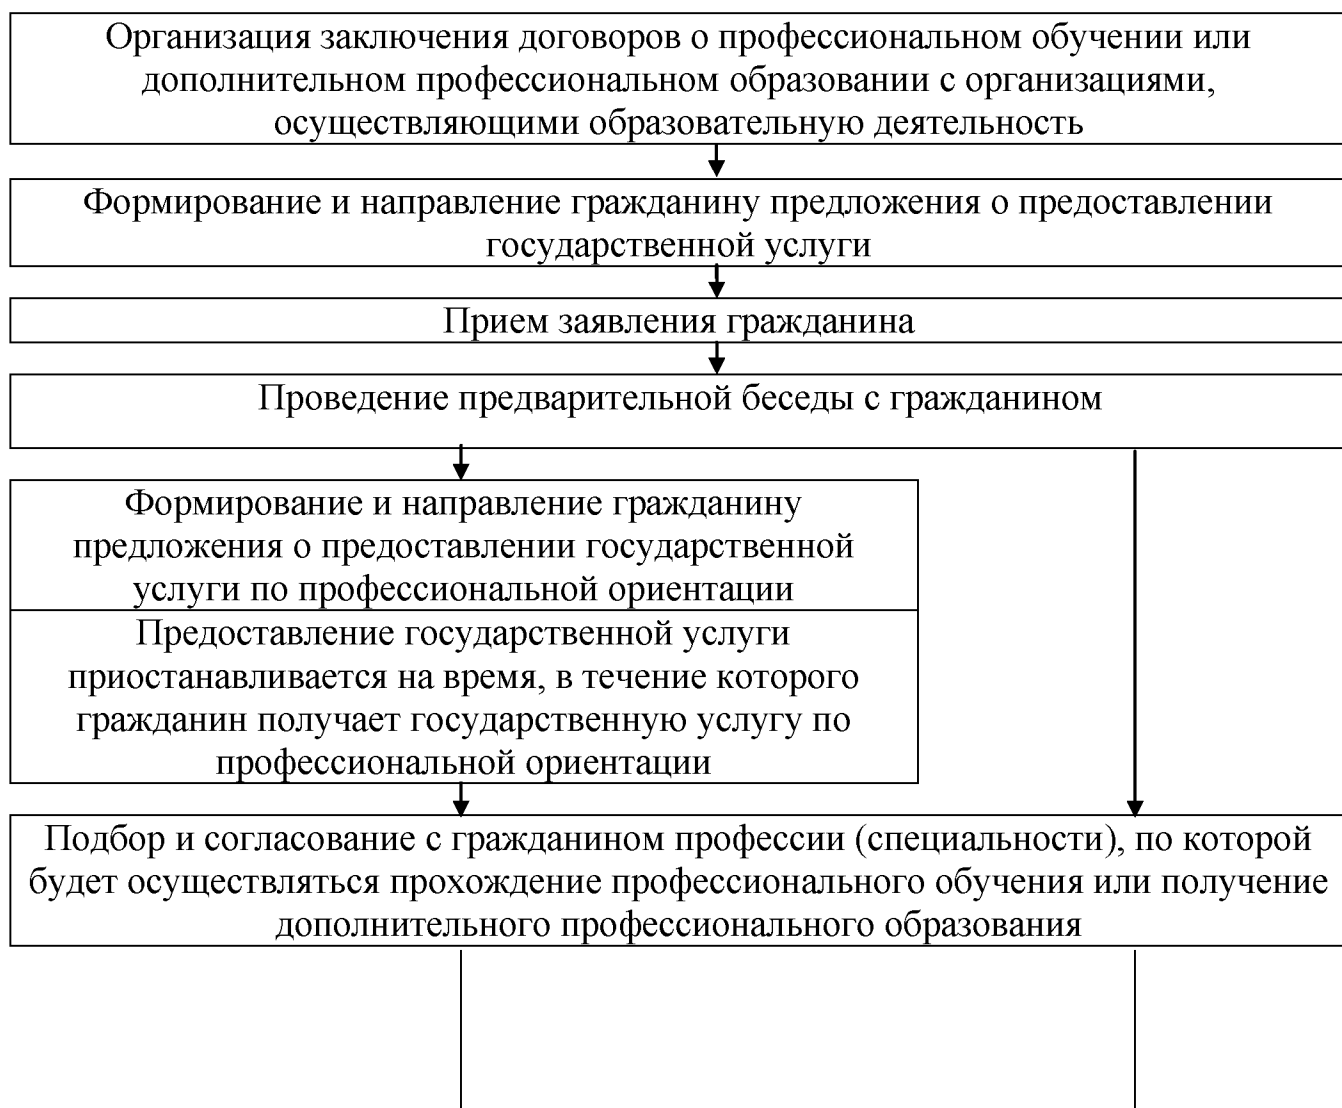 Организация заключения договоров о профессиональном обучении или
дополнительном профессиональном образовании с организациями,
осуществляющими образовательную деятельность
Формирование и направление гражданину предложения о предоставлении
государственной услуги
Прием заявления гражданина
Проведение предварительной беседы с гражданином
Формирование и направление гражданину
предложения о предоставлении государственной
услуги по профессиональной ориентации
Предоставление государственной услуги
приостанавливается на время, в течение которого
гражданин получает государственную услугу по
профессиональной ориентации
Подбор и согласование с гражданином профессии (специальности), по которой
будет осуществляться прохождение профессионального обучения или получение
дополнительного профессионального образования